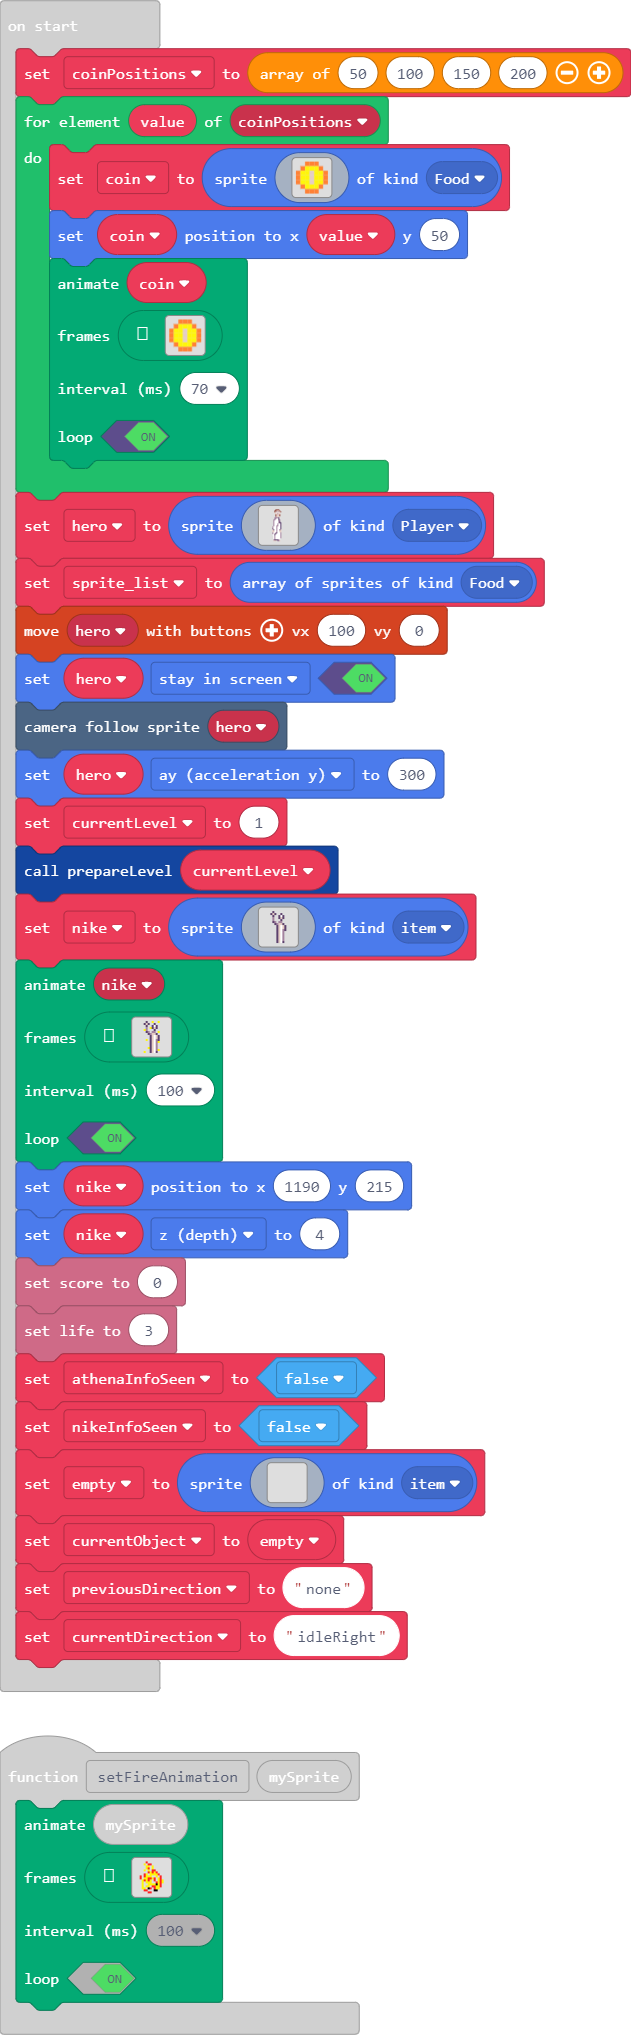 on start
set coinPositions to array of 50 100 150 200
for element value of coinPositions
do
set coin to sprite of kind Food
set coin position to x value y 50
animate coin
frames
interval (ms) 70
loop ON
set hero to sprite of kind Player
set sprite_list to array of sprites of kind Food
move hero with buttons vx 100 vy 0
set hero stay in screen ON
camera follow sprite hero
set hero ay (acceleration y) to 300
set currentLevel to 1
call prepareLevel currentLevel
set nike to sprite of kind item
animate nike
frames
interval (ms) 100
loop ON
set nike position to x 1190 y 215
set nike z (depth) to 4
set score to 0
set life to 3
set athenaInfoSeen to false
set nikeInfoSeen to false
set empty to sprite of kind item
set currentObject to empty
set previousDirection to "none"
set currentDirection to "idleRight"
function setFireAnimation mySprite
animate mySprite
frames
interval (ms) 100
loop ON